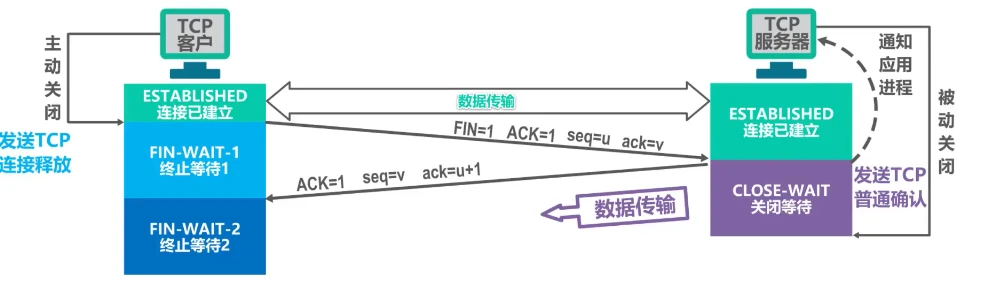 TCP
客户
TCP
服务器
主动关闭
通知
应用
进程
ESTABLISHED
连接已建立
数据传输
ESTABLISHED
连接已建立
被动关闭
发送TCP
连接释放
FIN=1 ACK=1 seq=u ack=v
FIN-WAIT-1
终止等待1
ACK=1 seq=v ack=u+1
CLOSE-WAIT
关闭等待
发送TCP
普通确认
数据传输
FIN-WAIT-2
终止等待2